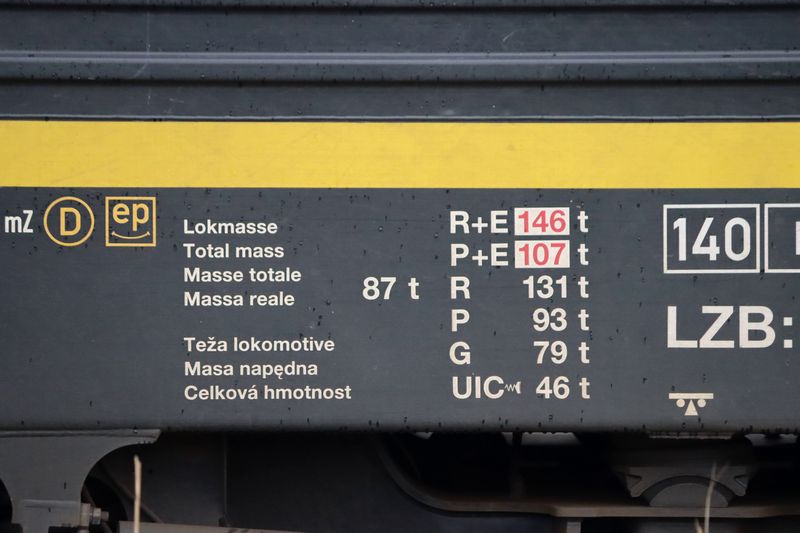 mZ D ep
Lokmasse
Total mass
Masse totale
Massa reale
87 t
Teža lokomotive
Masa napędna
Celková hmotnost
R+E 146 t
P+E 107 t
R 131 t
P 93 t
G 79 t
UIC 46 t
140
LZB: